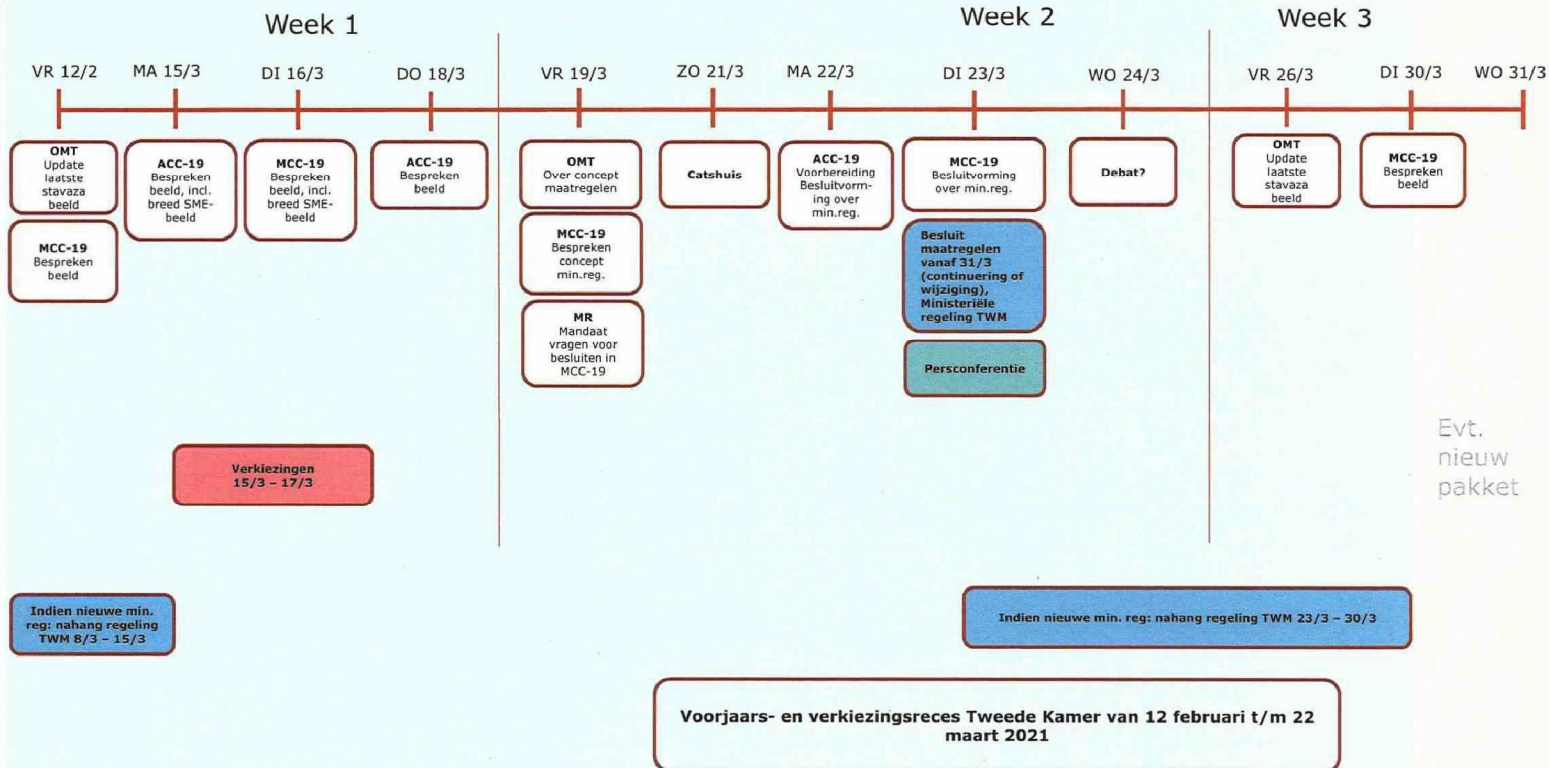 Week 1
Week 2
Week 3
VR 12/2
MA 15/3
DI 16/3
DO 18/3
VR 19/3
ZO 21/3
MA 22/3
DI 23/3
WO 24/3
VR 26/3
DI 30/3
WO 31/3
OMT
Update
laatste
stavaza
beeld
MCC-19
Bespreken
beeld
ACC-19
Bespreken
beeld, incl.
breed SME-
beeld
MCC-19
Bespreken
beeld, incl.
breed SME-
beeld
ACC-19
Bespreken
beeld
OMT
Over concept
maatregelen
MCC-19
Bespreken
concept
min.reg.
MR
Mandaat
vragen voor
besluiten in
MCC-19
Catshuis
ACC-19
Voorbereiding
Besluitvorm-
ing over
min.reg.
MCC-19
Besluitvorming
over min.reg.
Besluit
maatregelen
vanaf 31/3
(continuering of
wijziging),
Ministeriële
regeling TWM
Persconferentie
Debat?
OMT
Update
laatste
stavaza
beeld
MCC-19
Bespreken
beeld
Verkiezingen
15/3 – 17/3
Evt.
nieuw
pakket
Indien nieuwe min.
reg: nahang regeling
TWM 8/3 – 15/3
Indien nieuwe min. reg: nahang regeling TWM 23/3 – 30/3
Voorjaars- en verkiezingsreces Tweede Kamer van 12 februari t/m 22
maart 2021